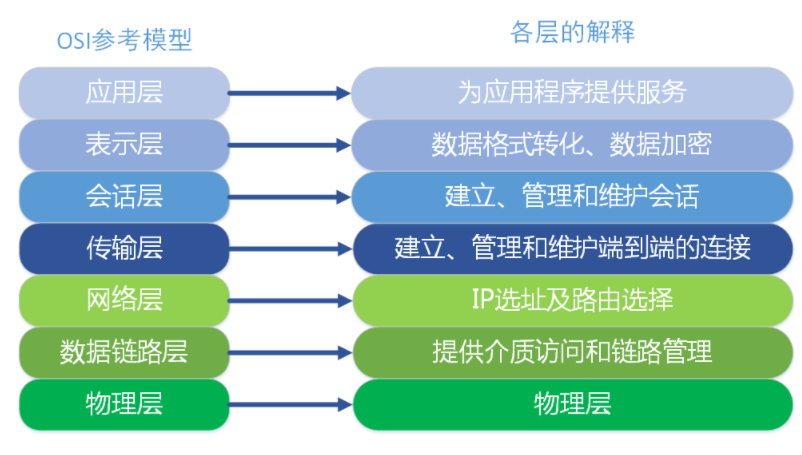 OSI参考模型
各层的解释
应用层
为应用程序提供服务
表示层
数据格式转化、数据加密
会话层
建立、管理和维护会话
传输层
建立、管理和维护端到端的连接
网络层
IP选址及路由选择
数据链路层
提供介质访问和链路管理
物理层
物理层